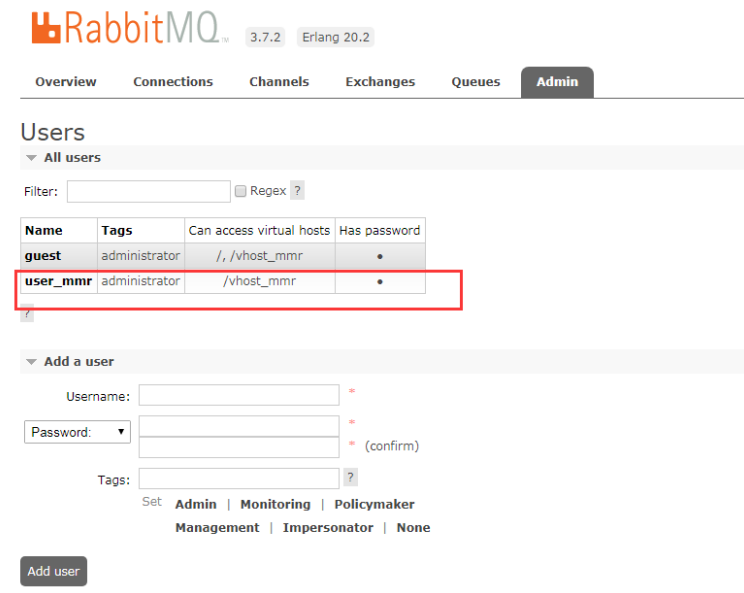 RabbitMQ TM 3.7.2 Erlang 20.2
Overview Connections Channels Exchanges Queues Admin
Users
All users
Filter: Regex ?
Name Tags Can access virtual hosts Has password
guest administrator /, /vhost_mmr •
user_mmr administrator /vhost_mmr •
?
Add a user
Username: *
Password: *
* (confirm)
Tags: ?
Set Admin | Monitoring | Policymaker
Management | Impersonator | None
Add user